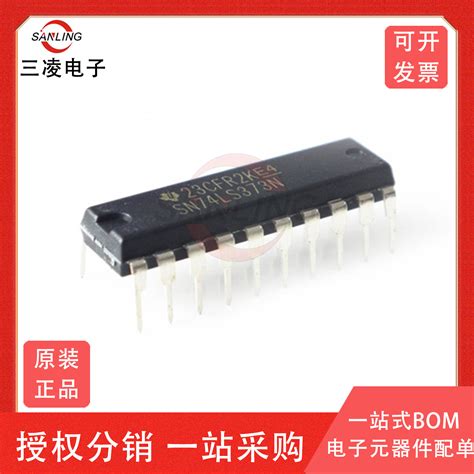 SANLING
三凌电子
可开
发票
23CFR2KE4
SN74LS373N
SANLING
原装
正品
授权分销 一站采购
一站式BOM
电子元器件配单